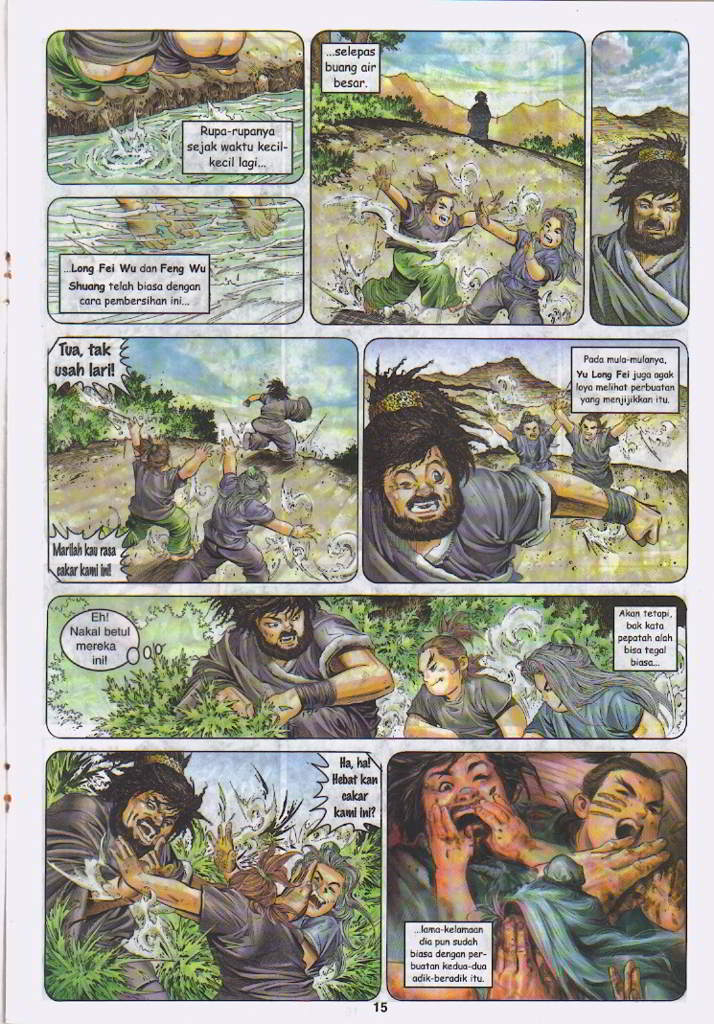 Rupa-rupanya
sejak waktu kecil-
kecil lagi...
...Long Fei Wu dan Feng Wu
Shuang telah biasa dengan
cara pembersihan ini...
...selepas
buang air
besar.
Tua, tak
usah lari!
Marilah kau rasa
cakar kami ini!
Pada mula-mulanya,
Yu Long Fei juga agak
loya melihat perbuatan
yang menjijikkan itu.
Eh!
Nakal betul
mereka
ini!
Akan tetapi,
bak kata
pepatah alah
bisa tegal
biasa...
Ha, ha!
Hebat kan
cakar
kami ini?
...lama-kelamaan
dia pun sudah
biasa dengan per-
buatan kedua-dua
adik-beradik itu.
15